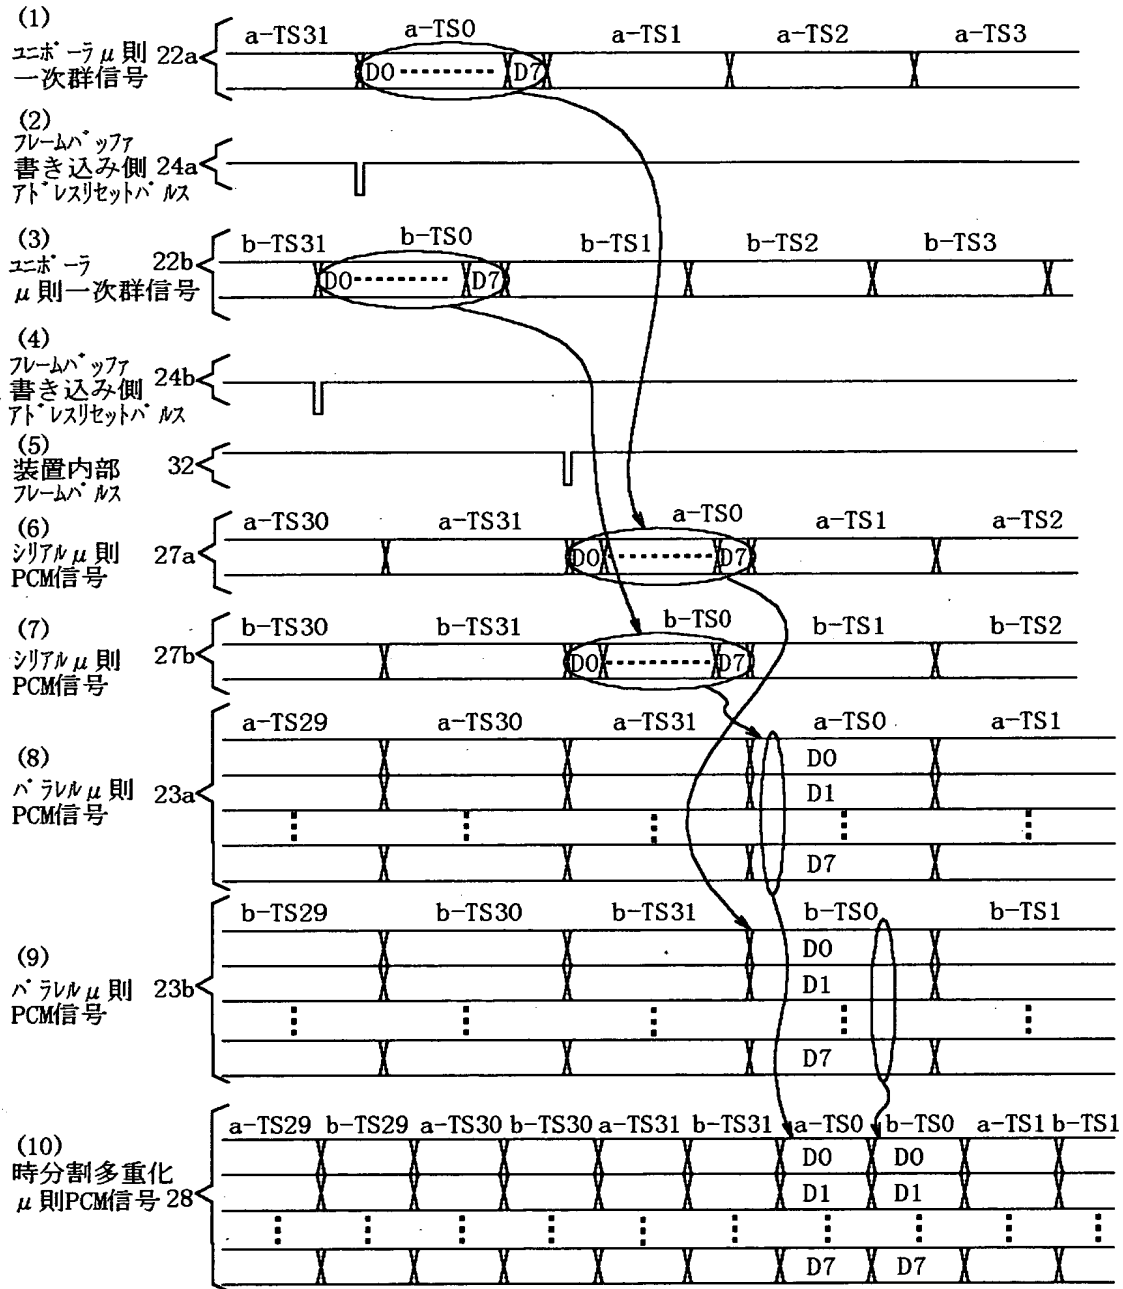 (1)
a-TS31 a-TS0 a-TS1 a-TS2 a-TS3
ユニポーラμ則 22a
一次群信号
D0 D7
(2)
フレームバッファ
書き込み側 24a
アドレスリセットパルス
(3)
b-TS31 b-TS0 b-TS1 b-TS2 b-TS3
ユニポーラ 22b
μ則一次群信号
D0 D7
(4)
フレームバッファ
書き込み側 24b
アドレスリセットパルス
(5)
装置内部 32
フレームパルス
(6)
a-TS30 a-TS31 a-TS0 a-TS1 a-TS2
シリアルμ則 27a
PCM信号
D0 D7
(7)
b-TS30 b-TS31 b-TS0 b-TS1 b-TS2
シリアルμ則 27b
PCM信号
D0 D7
a-TS29 a-TS30 a-TS31 a-TS0 a-TS1
(8)
パラレルμ則 23a
PCM信号
D0
D1
D7
b-TS29 b-TS30 b-TS31 b-TS0 b-TS1
(9)
パラレルμ則 23b
PCM信号
D0
D1
D7
a-TS29 b-TS29 a-TS30 b-TS30 a-TS31 b-TS31 a-TS0 b-TS0 a-TS1 b-TS1
(10)
時分割多重化
μ則PCM信号 28
D0 D0
D1 D1
D7 D7